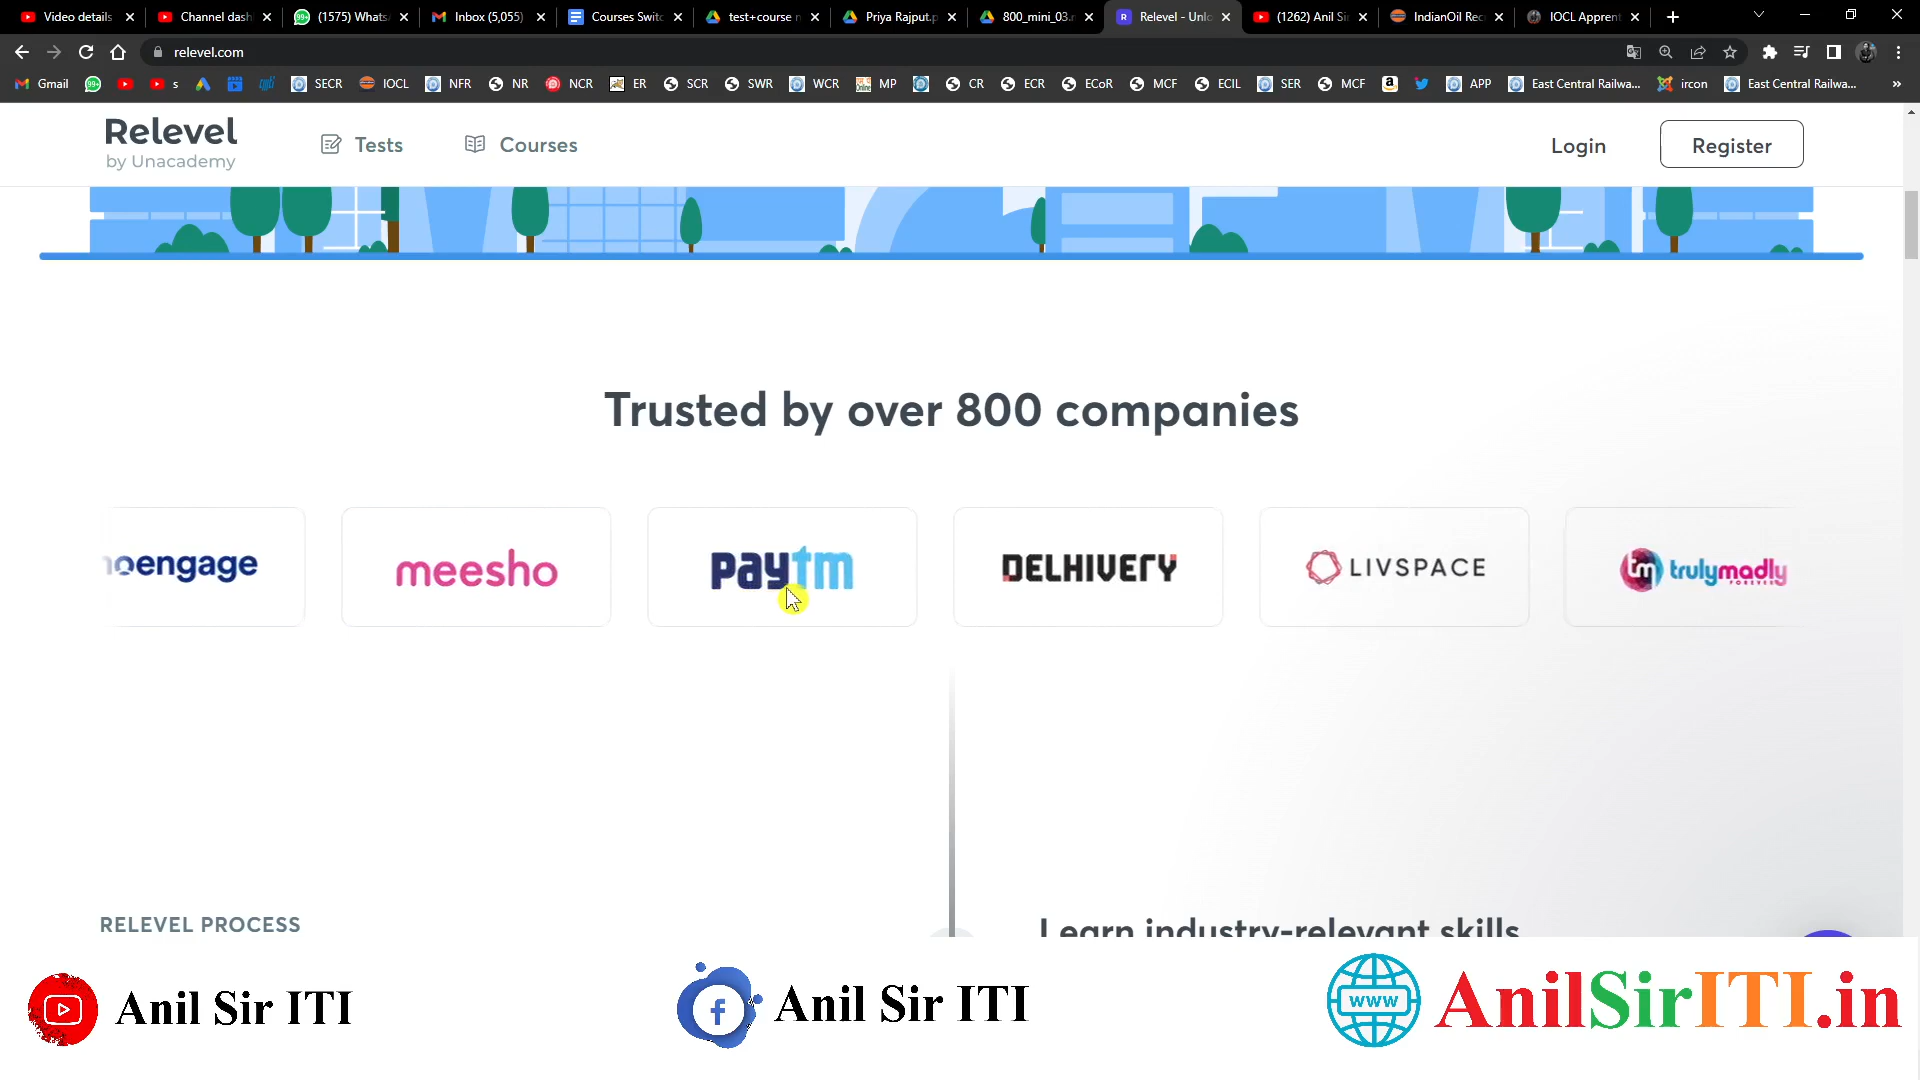 Video details
Channel dash
(1575) Whats
Inbox (5,055)
Courses Switc
test+course n
Priya Rajput.p
800_mini_03.r
Relevel - Unlo
(1262) Anil Sir
IndianOil Rec
IOCL Apprent
relevel.com
Gmail
s
SECR
IOCL
NFR
NR
NCR
ER
SCR
SWR
WCR
MP
CR
ECR
ECoR
MCF
ECIL
SER
MCF
APP
East Central Railwa...
ircon
East Central Railwa...
Relevel
by Unacademy
Tests
Courses
Login
Register
Trusted by over 800 companies
oengage
meesho
paytm
DELHIVERY
LIVSPACE
tm trulymadly
FOREVER
RELEVEL PROCESS
Learn industry-relevant skills
Anil Sir ITI
f
Anil Sir ITI
www
AnilSirITI.in